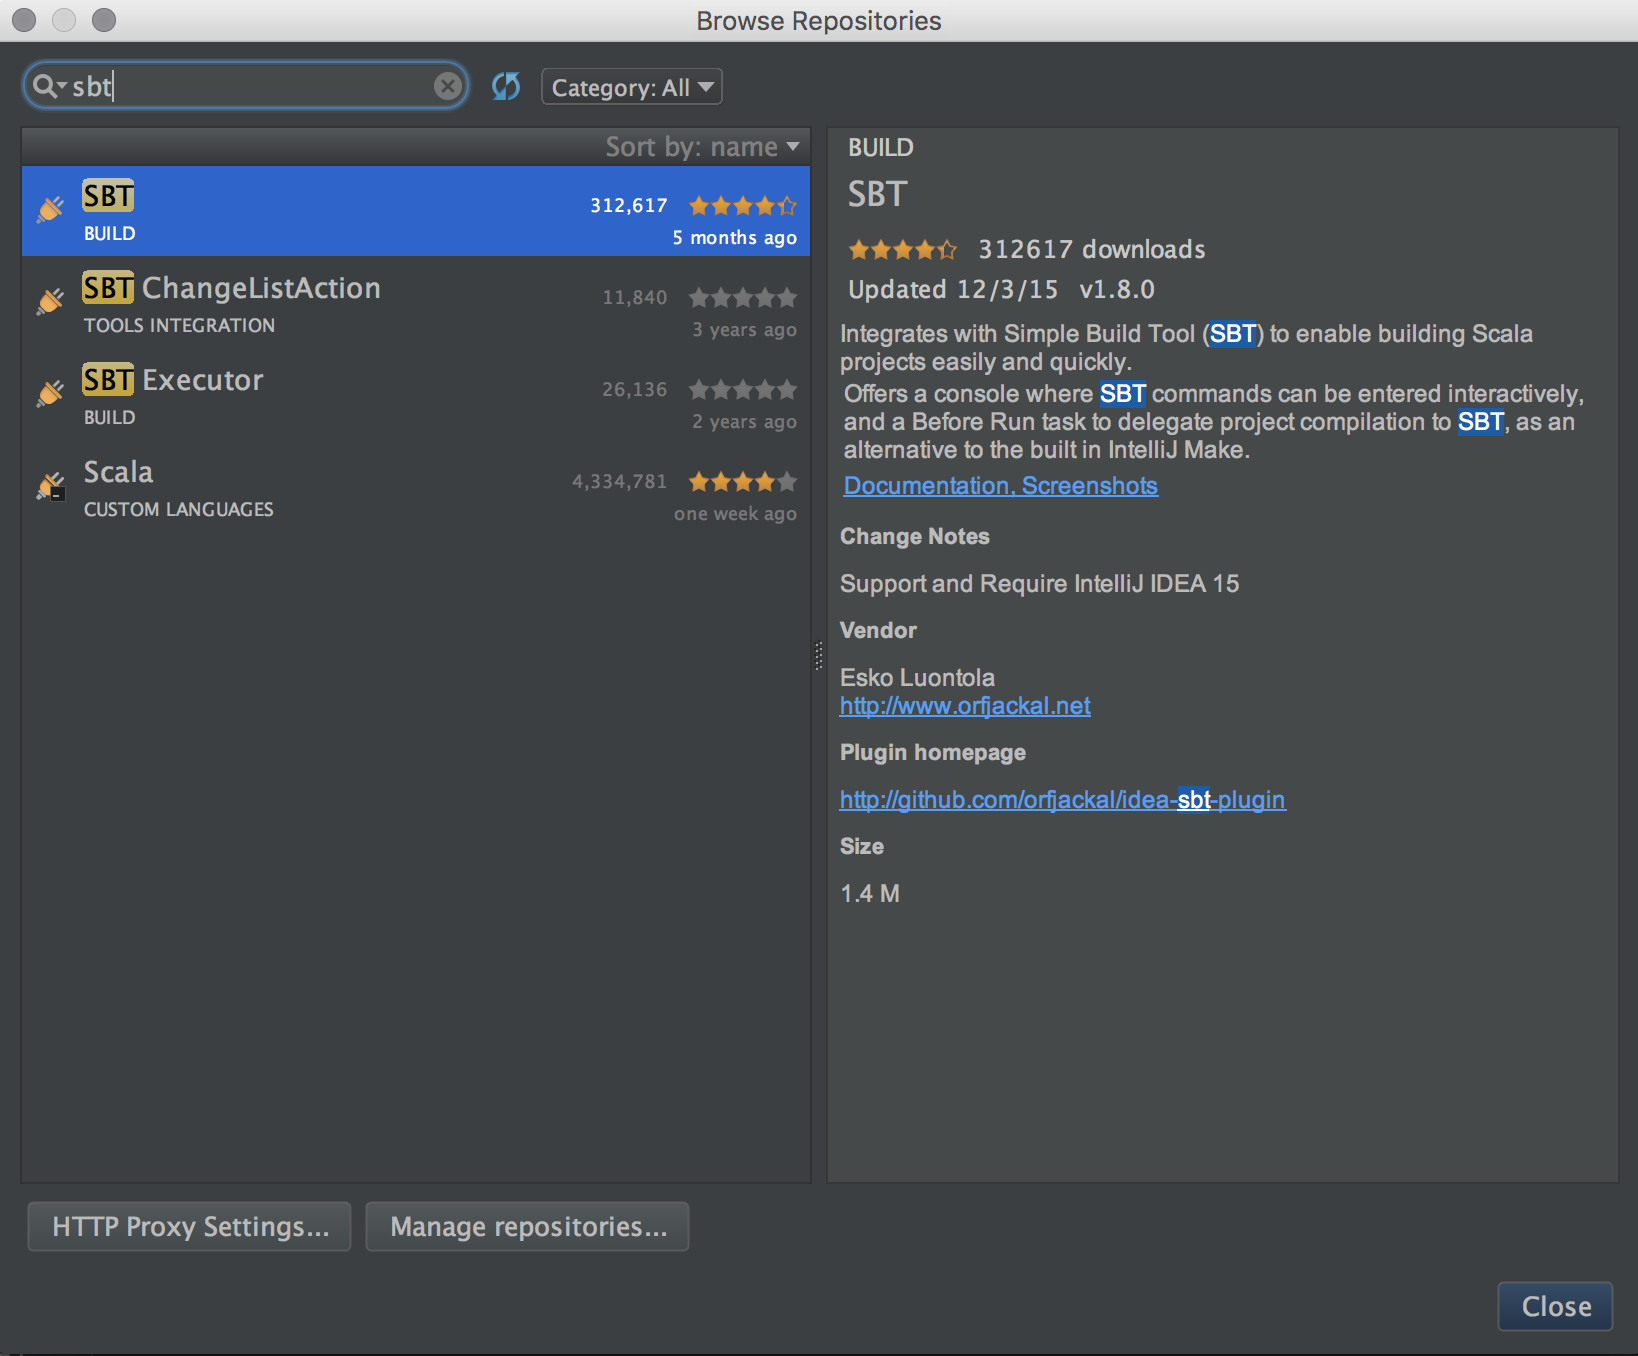 Browse Repositories
sbt
Category: All
Sort by: name
SBT
312,617
BUILD
5 months ago
SBT ChangeListAction
11,840
TOOLS INTEGRATION
3 years ago
SBT Executor
26,136
BUILD
2 years ago
Scala
4,334,781
CUSTOM LANGUAGES
one week ago
BUILD
SBT
312617 downloads
Updated 12/3/15 v1.8.0
Integrates with Simple Build Tool (SBT) to enable building Scala
projects easily and quickly.
Offers a console where SBT commands can be entered interactively,
and a Before Run task to delegate project compilation to SBT, as an
alternative to the built in IntelliJ Make.
Documentation, Screenshots
Change Notes
Support and Require IntelliJ IDEA 15
Vendor
Esko Luontola
http://www.orfjackal.net
Plugin homepage
http://github.com/orfjackal/idea-sbt-plugin
Size
1.4 M
HTTP Proxy Settings...
Manage repositories...
Close